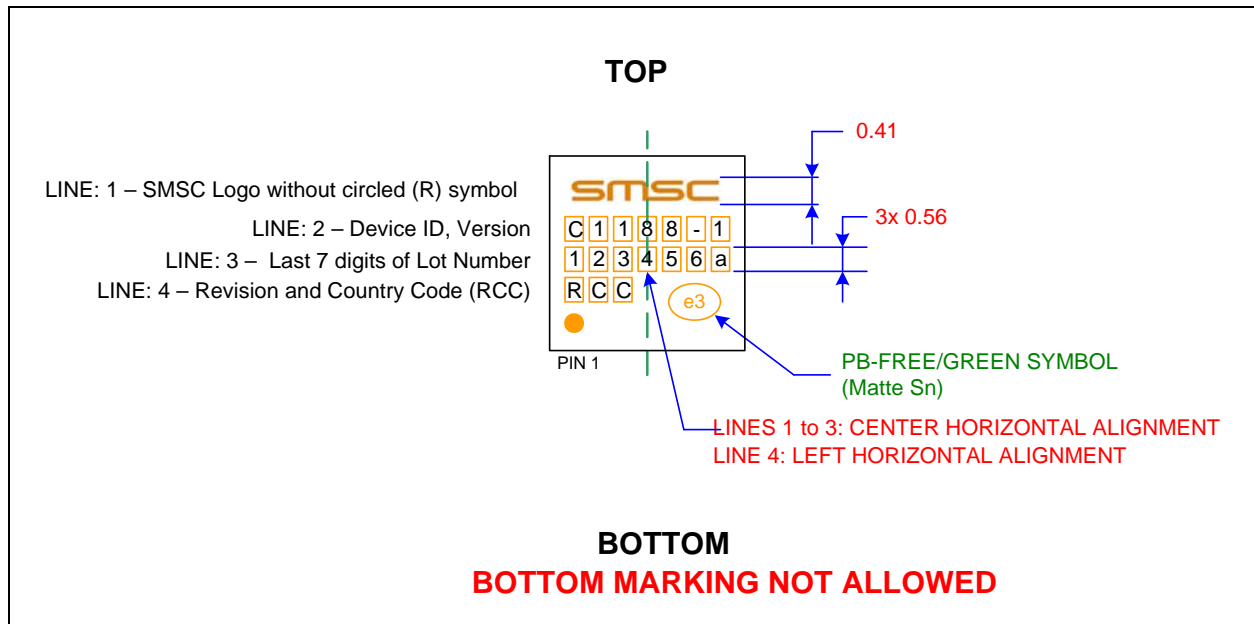 TOP
0.41
LINE: 1 – SMSC Logo without circled (R) symbol
smsc
3x 0.56
LINE: 2 – Device ID, Version
C1188-1
LINE: 3 – Last 7 digits of Lot Number
123456a
LINE: 4 – Revision and Country Code (RCC)
RCC
e3
PIN 1
PB-FREE/GREEN SYMBOL
(Matte Sn)
LINES 1 to 3: CENTER HORIZONTAL ALIGNMENT
LINE 4: LEFT HORIZONTAL ALIGNMENT
BOTTOM
BOTTOM MARKING NOT ALLOWED